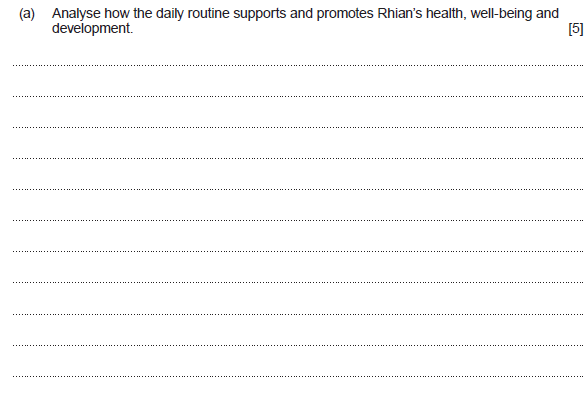 (a) Analyse how the daily routine supports and promotes Rhian's health, well-being and
development. [5]